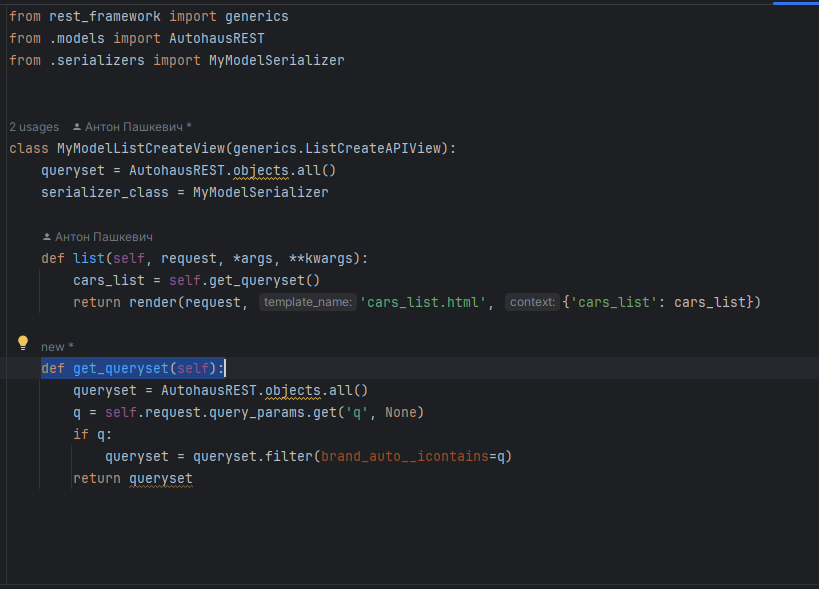 from rest_framework import generics
from .models import AutohausREST
from .serializers import MyModelSerializer
2 usages Антон Пашкевич *
class MyModelListCreateView(generics.ListCreateAPIView):
    queryset = AutohausREST.objects.all()
    serializer_class = MyModelSerializer
    Антон Пашкевич
    def list(self, request, *args, **kwargs):
        cars_list = self.get_queryset()
        return render(request, template_name: 'cars_list.html', context: {'cars_list': cars_list})
    new *
    def get_queryset(self):
        queryset = AutohausREST.objects.all()
        q = self.request.query_params.get('q', None)
        if q:
            queryset = queryset.filter(brand_auto__icontains=q)
        return queryset